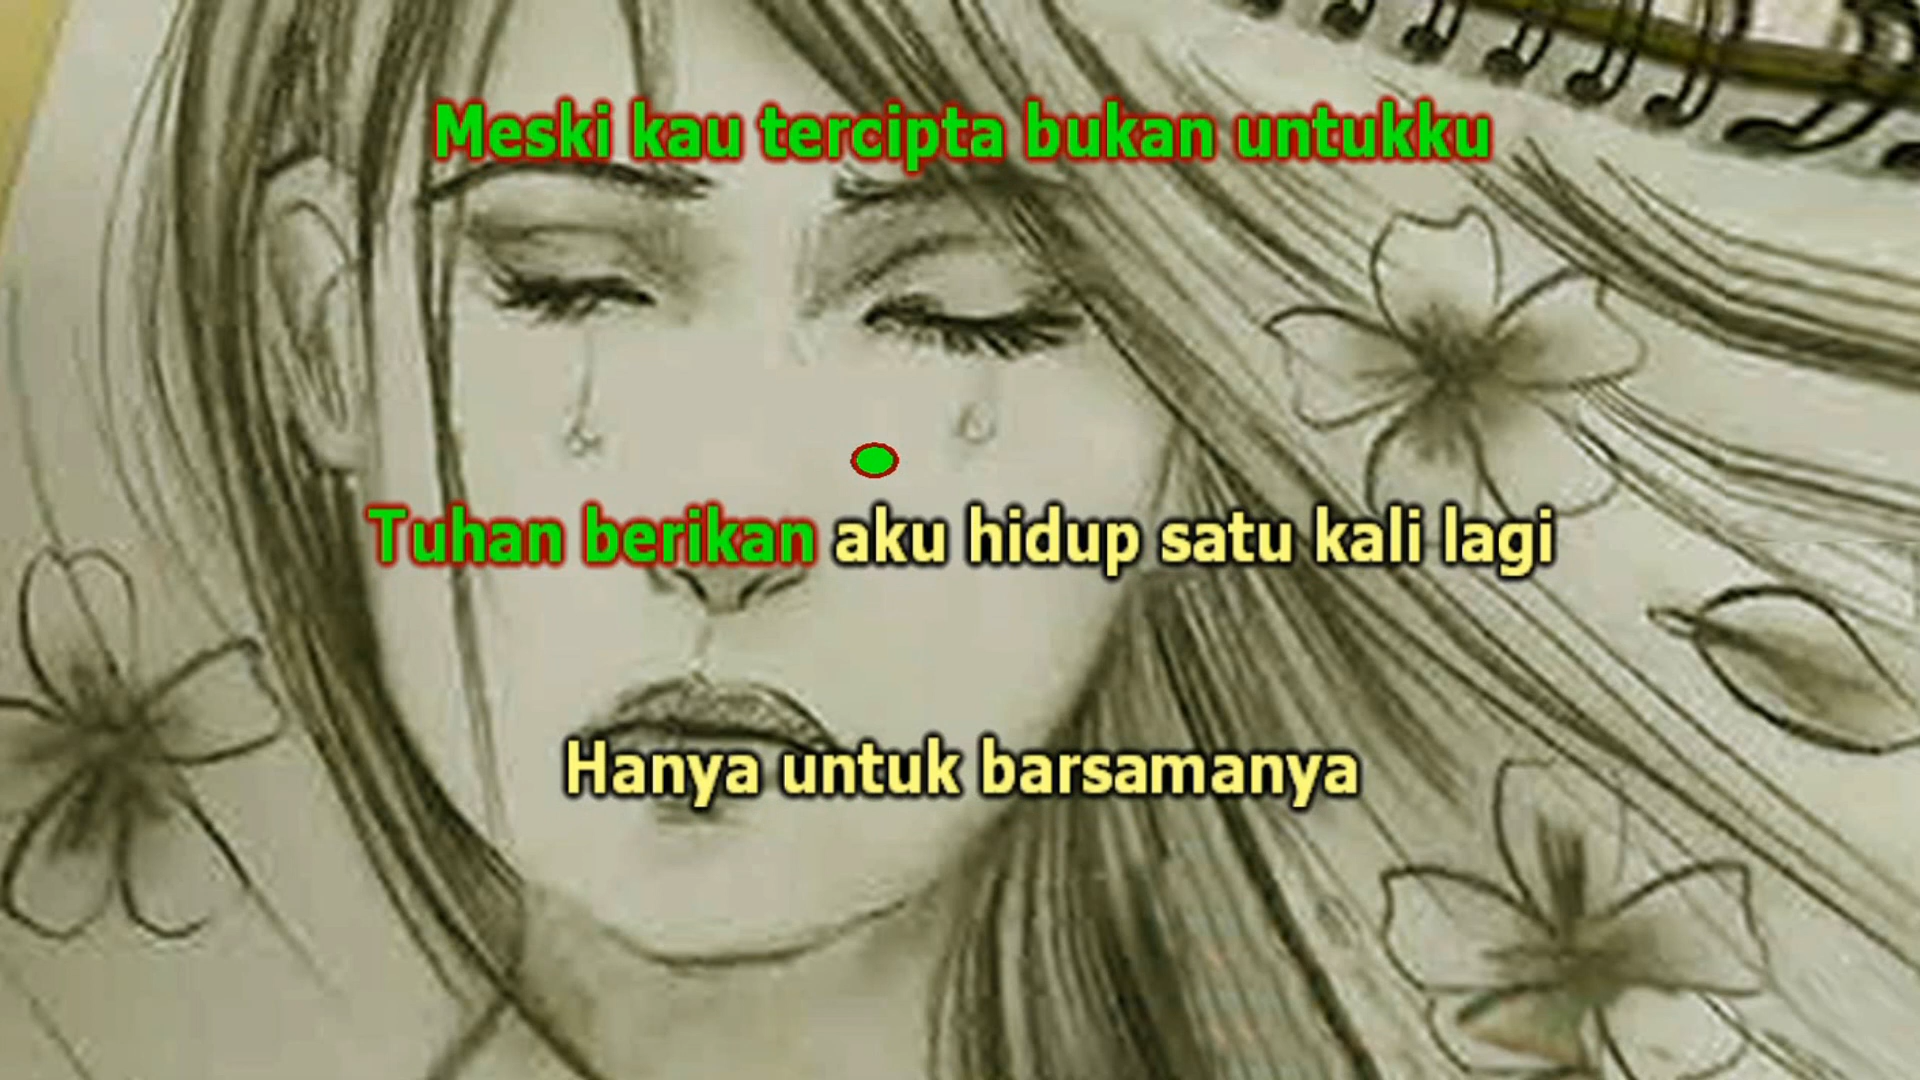 Meski kau tercipta bukan untukku
Tuhan berikan aku hidup satu kali lagi
Hanya untuk barsamanya